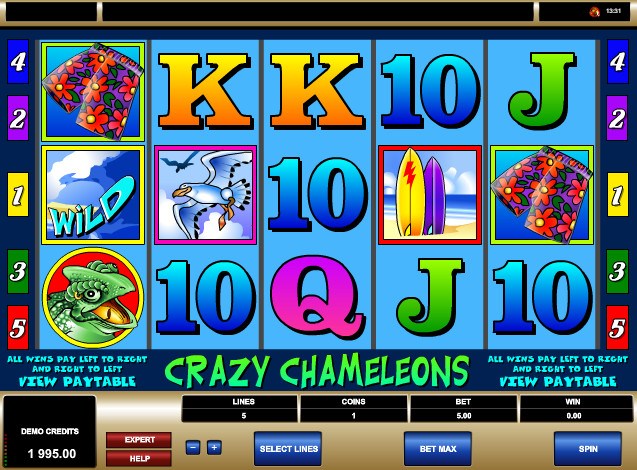 13:31
4 K K 10 J 4
2 2
1 WILD 10 1
3 10 Q J 10 3
5 5
ALL WINS PAY LEFT TO RIGHT
AND RIGHT TO LEFT
VIEW PAYTABLE
CRAZY CHAMELEONS
ALL WINS PAY LEFT TO RIGHT
AND RIGHT TO LEFT
VIEW PAYTABLE
LINES COINS BET WIN
5 1 5.00 0.00
DEMO CREDITS
1 995.00
EXPERT
HELP
− +
SELECT LINES
BET MAX
SPIN